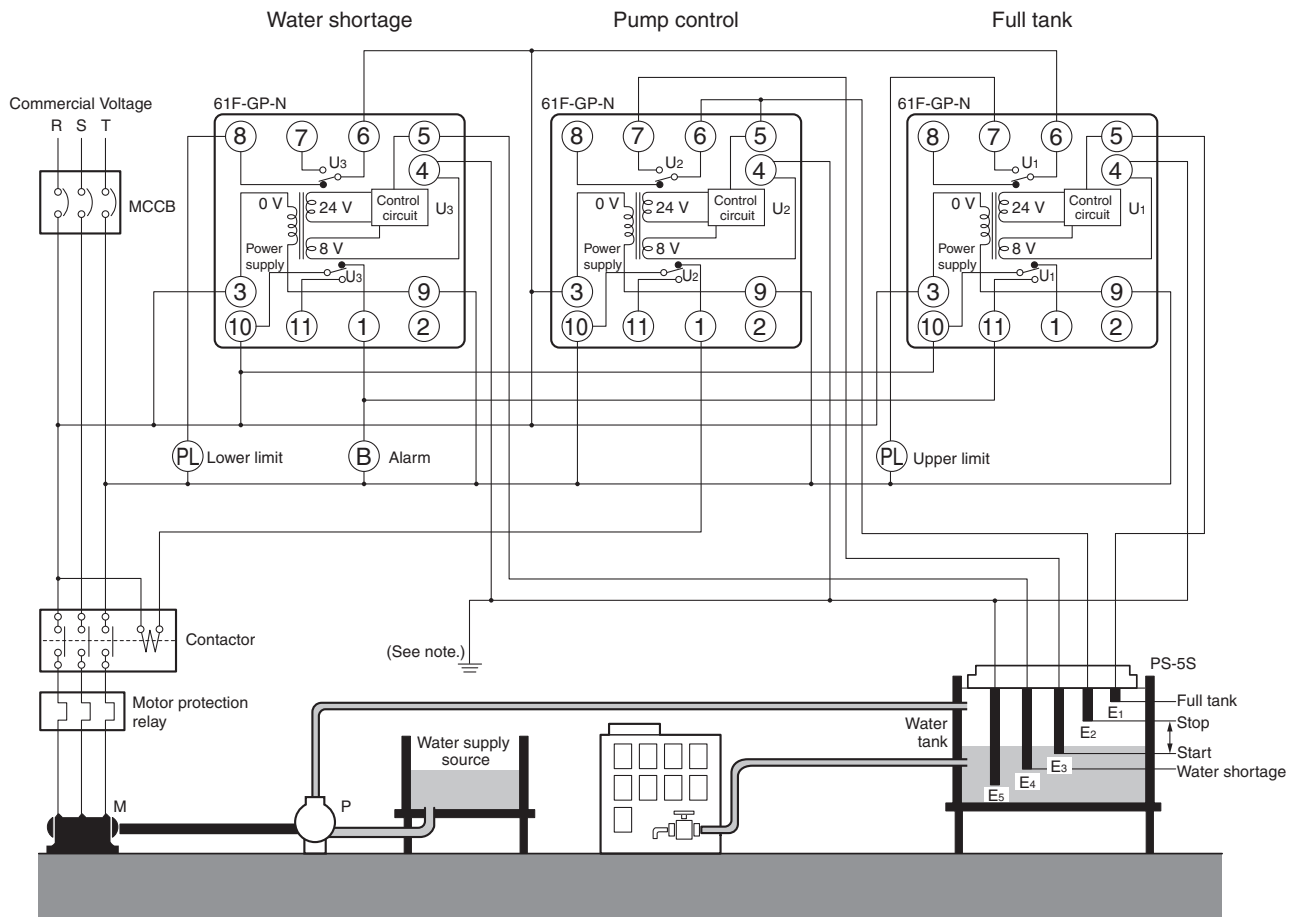 Water shortage
Pump control
Full tank
Commercial Voltage
R S T
MCCB
61F-GP-N
8 7 6 5
4
U3
0 V
24 V
Control circuit
U3
8 V
Power supply
U3
3
9
10 11 1 2
61F-GP-N
8 7 6 5
4
U2
0 V
24 V
Control circuit
U2
8 V
Power supply
U2
3
9
10 11 1 2
61F-GP-N
8 7 6 5
4
U1
0 V
24 V
Control circuit
U1
8 V
Power supply
U1
3
9
10 11 1 2
PL Lower limit
B Alarm
PL Upper limit
Contactor
(See note.)
Motor protection
relay
PS-5S
Full tank
E1
Stop
E2
Water
tank
Start
E3
Water shortage
E4
E5
Water supply
source
M
P